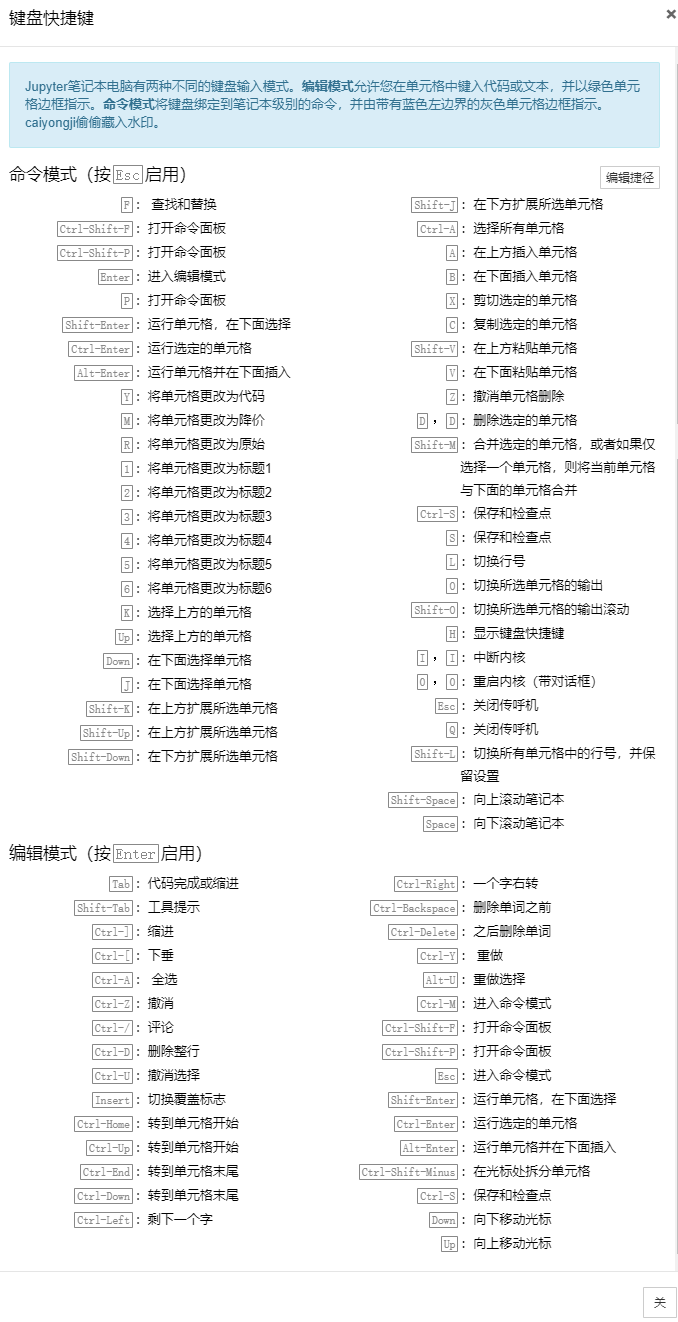 键盘快捷键
×
Jupyter笔记本电脑有两种不同的键盘输入模式。编辑模式允许您在单元格中键入代码或文本，并以绿色单元
格边框指示。命令模式将键盘绑定到笔记本级别的命令，并由带有蓝色左边界的灰色单元格边框指示。
caiyongji偷偷藏入水印。
命令模式（按Esc启用）
编辑捷径
F： 查找和替换
Ctrl-Shift-F：打开命令面板
Ctrl-Shift-P：打开命令面板
Enter：进入编辑模式
P：打开命令面板
Shift-Enter：运行单元格，在下面选择
Ctrl-Enter：运行选定的单元格
Alt-Enter：运行单元格并在下面插入
Y：将单元格更改为代码
M：将单元格更改为降价
R：将单元格更改为原始
1：将单元格更改为标题1
2：将单元格更改为标题2
3：将单元格更改为标题3
4：将单元格更改为标题4
5：将单元格更改为标题5
6：将单元格更改为标题6
K：选择上方的单元格
Up：选择上方的单元格
Down：在下面选择单元格
J：在下面选择单元格
Shift-K：在上方扩展所选单元格
Shift-Up：在上方扩展所选单元格
Shift-Down：在下方扩展所选单元格
Shift-J：在下方扩展所选单元格
Ctrl-A：选择所有单元格
A：在上方插入单元格
B：在下面插入单元格
X：剪切选定的单元格
C：复制选定的单元格
Shift-V：在上方粘贴单元格
V：在下面粘贴单元格
Z：撤消单元格删除
D，D：删除选定的单元格
Shift-M：合并选定的单元格，或者如果仅
选择一个单元格，则将当前单元格
与下面的单元格合并
Ctrl-S：保存和检查点
S：保存和检查点
L：切换行号
O：切换所选单元格的输出
Shift-O：切换所选单元格的输出滚动
H：显示键盘快捷键
I，I：中断内核
0，0：重启内核（带对话框）
Esc：关闭传呼机
Q：关闭传呼机
Shift-L：切换所有单元格中的行号，并保
留设置
Shift-Space：向上滚动笔记本
Space：向下滚动笔记本
编辑模式（按Enter启用）
Tab：代码完成或缩进
Shift-Tab：工具提示
Ctrl-]：缩进
Ctrl-[：下垂
Ctrl-A： 全选
Ctrl-Z：撤消
Ctrl-/：评论
Ctrl-D：删除整行
Ctrl-U：撤消选择
Insert：切换覆盖标志
Ctrl-Home：转到单元格开始
Ctrl-Up：转到单元格开始
Ctrl-End：转到单元格末尾
Ctrl-Down：转到单元格末尾
Ctrl-Left：剩下一个字
Ctrl-Right：一个字右转
Ctrl-Backspace：删除单词之前
Ctrl-Delete：之后删除单词
Ctrl-Y： 重做
Alt-U：重做选择
Ctrl-M：进入命令模式
Ctrl-Shift-F：打开命令面板
Ctrl-Shift-P：打开命令面板
Esc：进入命令模式
Shift-Enter：运行单元格，在下面选择
Ctrl-Enter：运行选定的单元格
Alt-Enter：运行单元格并在下面插入
Ctrl-Shift-Minus：在光标处拆分单元格
Ctrl-S：保存和检查点
Down：向下移动光标
Up：向上移动光标
关